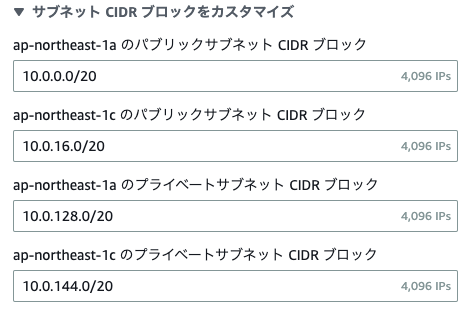 ▼ サブネット CIDR ブロックをカスタマイズ
ap-northeast-1a のパブリックサブネット CIDR ブロック
10.0.0.0/20 4,096 IPs
ap-northeast-1c のパブリックサブネット CIDR ブロック
10.0.16.0/20 4,096 IPs
ap-northeast-1a のプライベートサブネット CIDR ブロック
10.0.128.0/20 4,096 IPs
ap-northeast-1c のプライベートサブネット CIDR ブロック
10.0.144.0/20 4,096 IPs